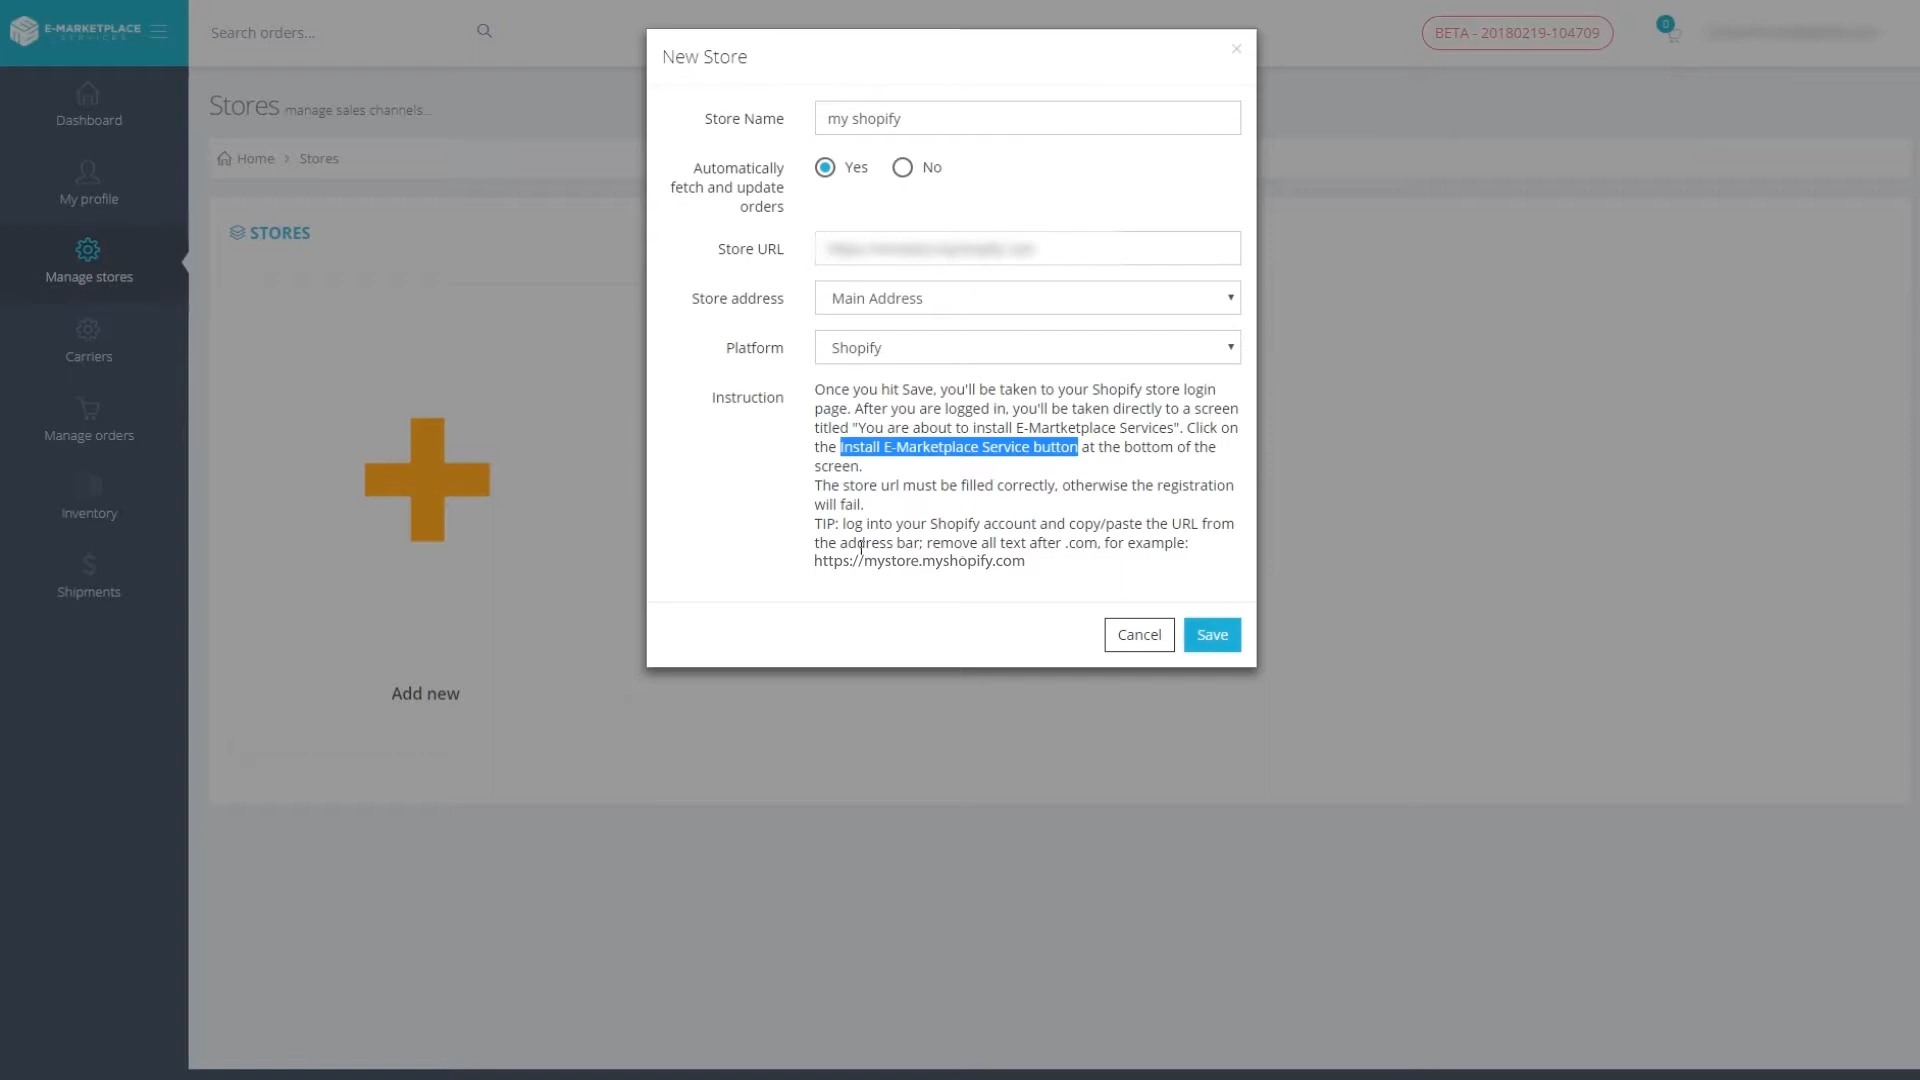 E-MARKETPLACE
SERVICES
Search orders...
BETA - 20180219-104709
0
Dashboard
My profile
Manage stores
Carriers
Manage orders
Inventory
Shipments
Stores manage sales channels...
Home > Stores
STORES
Add new
New Store
×
Store Name
my shopify
Automatically
fetch and update
orders
Yes
No
Store URL
Store address
Main Address
Platform
Shopify
Instruction
Once you hit Save, you'll be taken to your Shopify store login
page. After you are logged in, you'll be taken directly to a screen
titled "You are about to install E-Martketplace Services". Click on
the Install E-Marketplace Service button at the bottom of the
screen.
The store url must be filled correctly, otherwise the registration
will fail.
TIP: log into your Shopify account and copy/paste the URL from
the address bar; remove all text after .com, for example:
https://mystore.myshopify.com
Cancel
Save